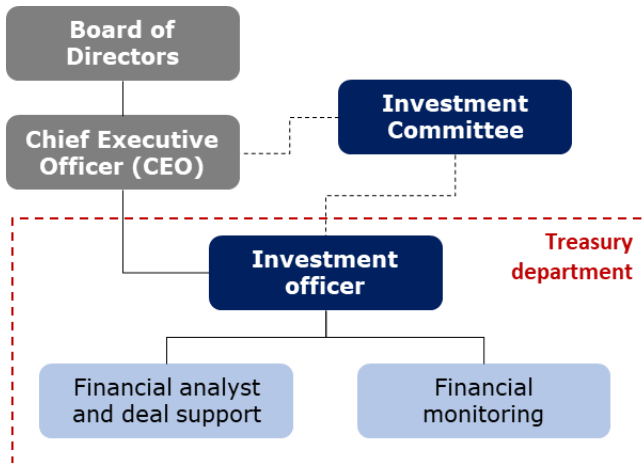 Board of
Directors
Chief Executive
Officer (CEO)
Investment
Committee
Treasury
department
Investment
officer
Financial analyst
and deal support
Financial
monitoring